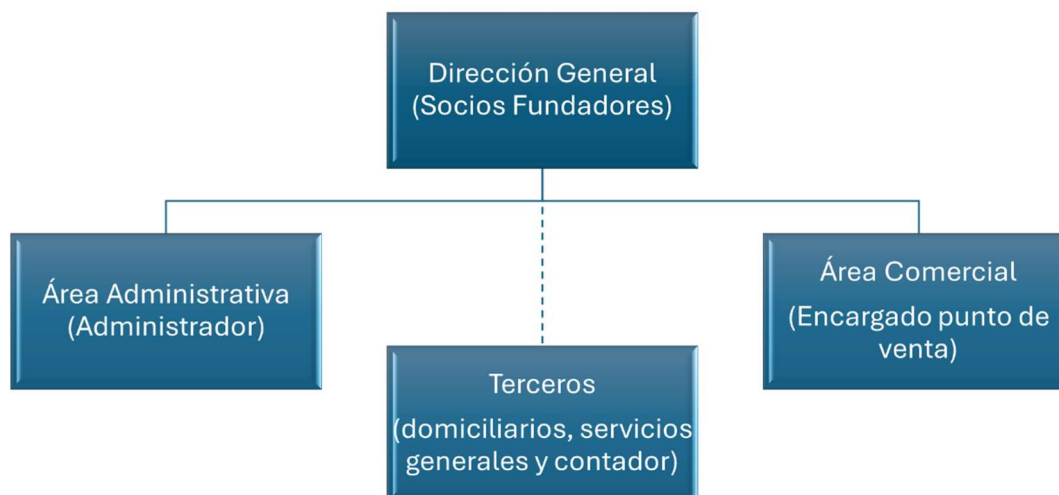 Dirección General
(Socios Fundadores)
Área Administrativa
(Administrador)
Área Comercial
(Encargado punto de
venta)
Terceros
(domiciliarios, servicios
generales y contador)